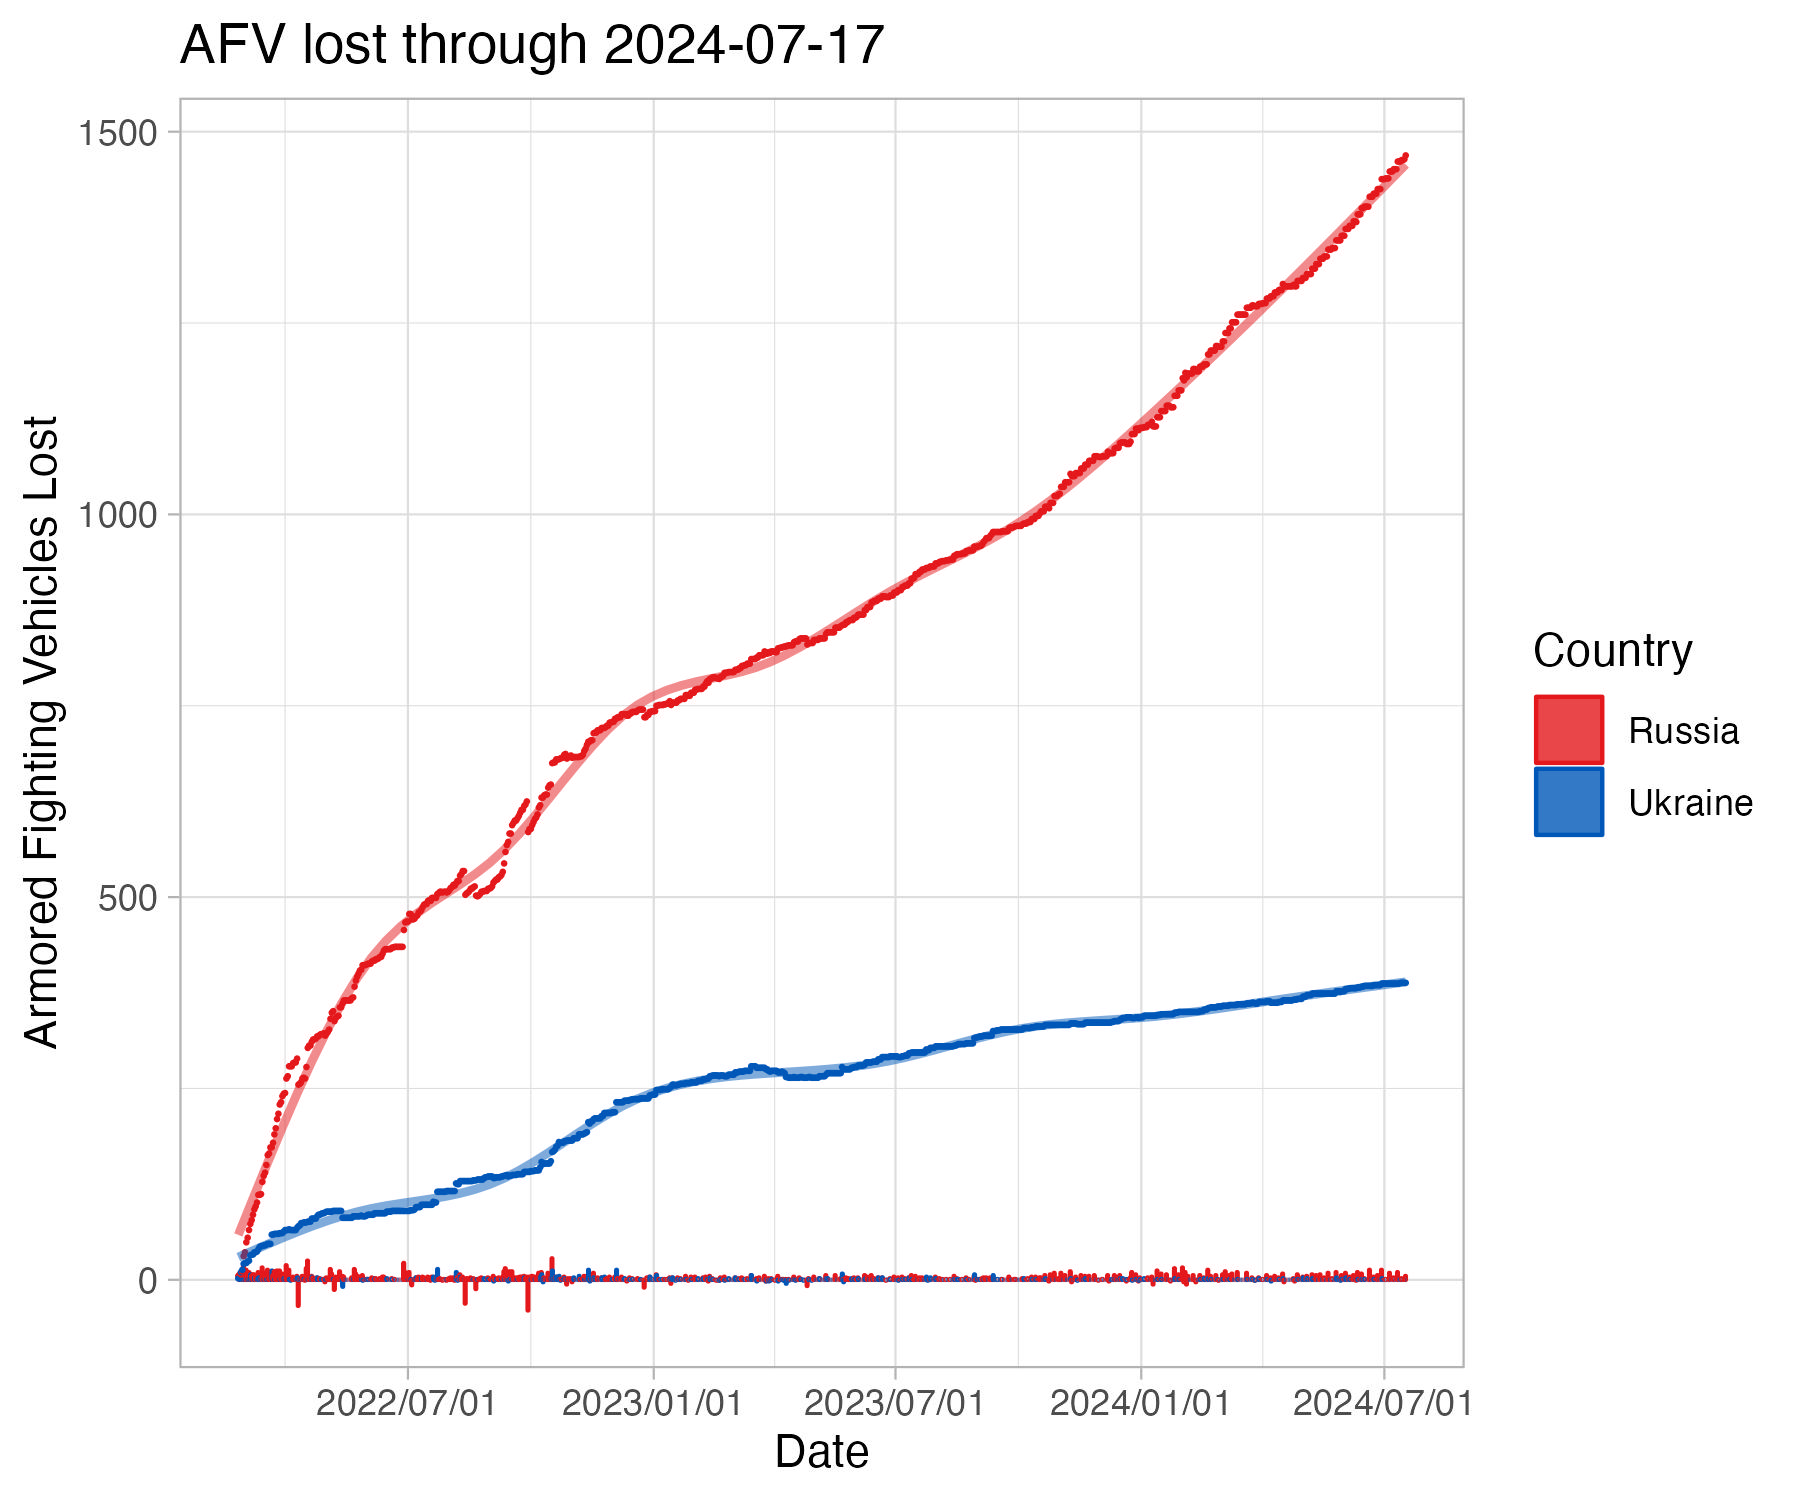 AFV lost through 2024-07-17
Armored Fighting Vehicles Lost
1500
1000
500
0
2022/07/01
2023/01/01
2023/07/01
2024/01/01
2024/07/01
Date
Country
Russia
Ukraine